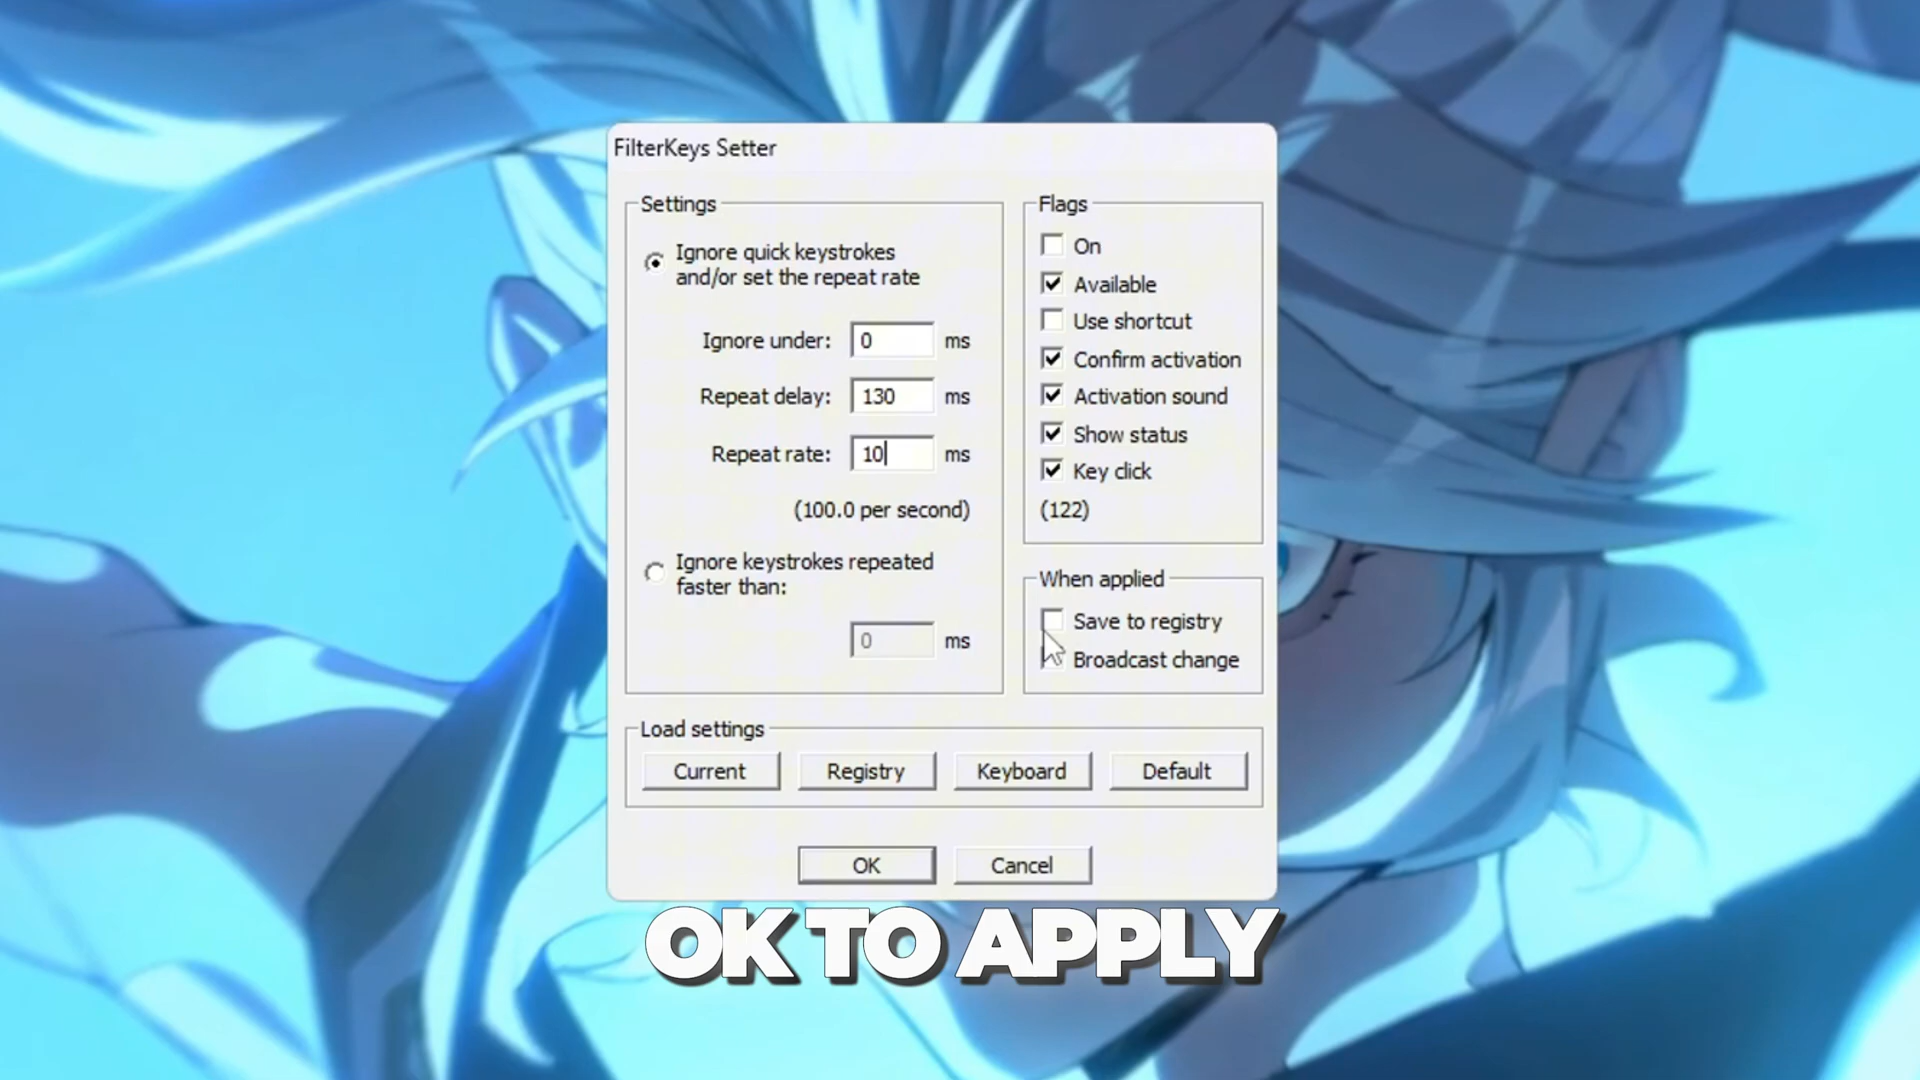 FilterKeys Setter
Settings
Ignore quick keystrokes
and/or set the repeat rate
Ignore under: 0 ms
Repeat delay: 130 ms
Repeat rate: 10 ms
(100.0 per second)
Ignore keystrokes repeated
faster than:
0 ms
Flags
On
Available
Use shortcut
Confirm activation
Activation sound
Show status
Key click
(122)
When applied
Save to registry
Broadcast change
Load settings
Current Registry Keyboard Default
OK Cancel
OK TO APPLY